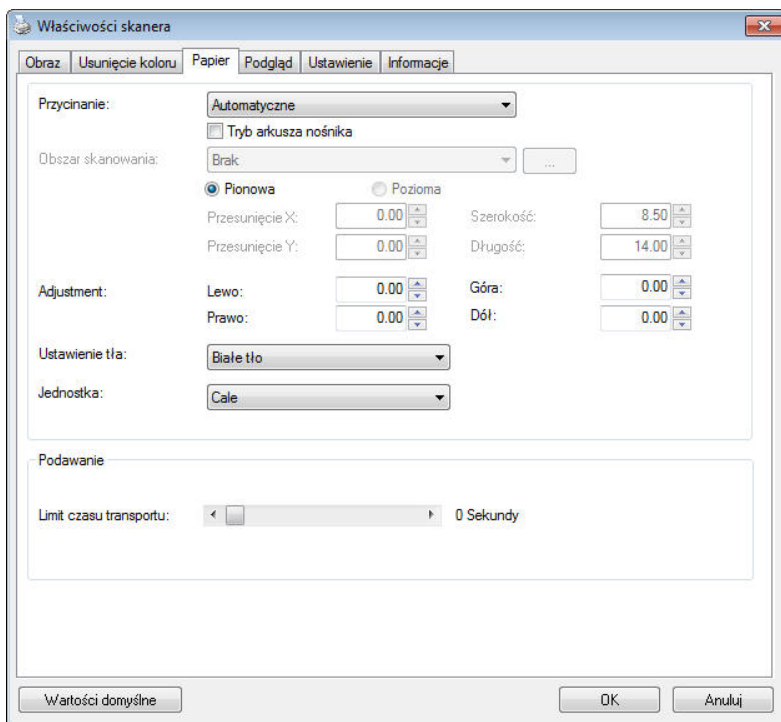 Właściwości skanera
Obraz Usunięcie koloru Papier Podgląd Ustawienie Informacje
Przycinanie: Automatyczne
Tryb arkusza nośnika
Obszar skanowania: Brak ...
Pionowa Pozioma
Przesunięcie X: 0.00 Szerokość: 8.50
Przesunięcie Y: 0.00 Długość: 14.00
Adjustment: Lewo: 0.00 Góra: 0.00
Prawo: 0.00 Dół: 0.00
Ustawienie tła: Białe tło
Jednostka: Cale
Podawanie
Limit czasu transportu: 0 Sekundy
Wartości domyślne OK Anuluj